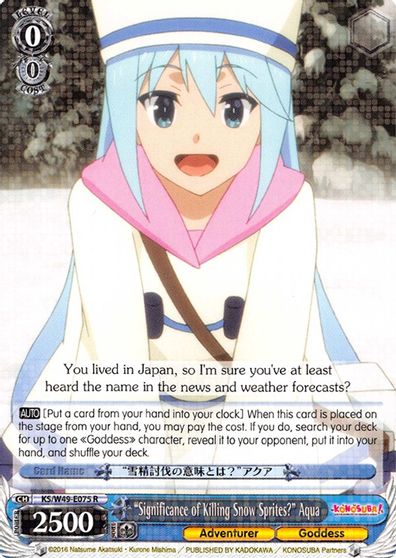 Level
0
0
COST
You lived in Japan, so I'm sure you've at least
heard the name in the news and weather forecasts?
AUTO [Put a card from your hand into your clock] When this card is placed on
the stage from your hand, you may pay the cost. If you do, search your deck
for up to one «Goddess» character, reveal it to your opponent, put it into your
hand, and shuffle your deck.
Card Name "雪精討伐の意味とは?"アクア
CH KS/W49-E075 R
"Significance of Killing Snow Sprites?" Aqua
KONOSUBA!
2500
Adventurer
Goddess
©2016 Natsume Akatsuki・Kurone Mishima / PUBLISHED BY KADOKAWA / KONOSUBA Partners